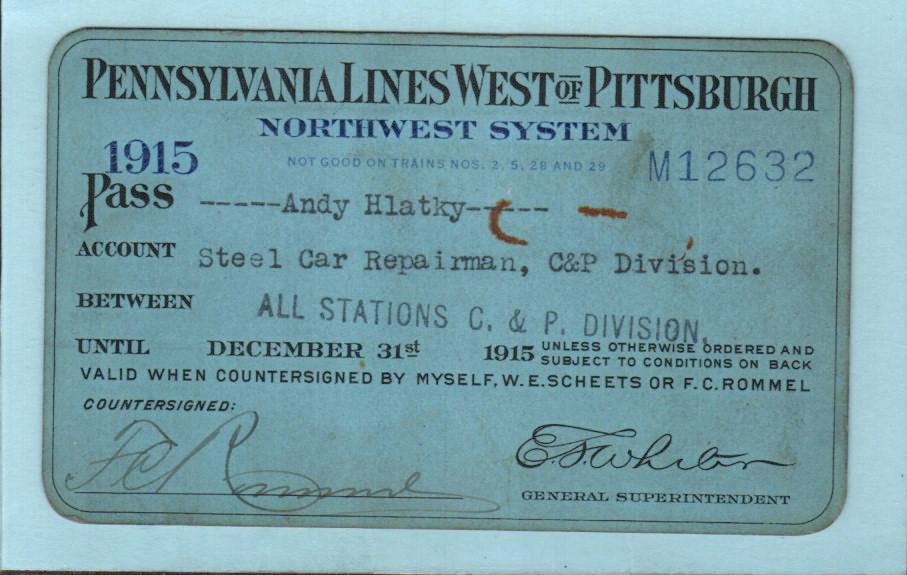 PENNSYLVANIA LINES WEST OF PITTSBURGH
NORTHWEST SYSTEM
1915
NOT GOOD ON TRAINS NOS. 2, 5, 28 AND 29
M12632
Pass -----Andy Hlatky-----
ACCOUNT Steel Car Repairman, C&P Division.
BETWEEN ALL STATIONS C. & P. DIVISION.
UNTIL DECEMBER 31st 1915 UNLESS OTHERWISE ORDERED AND
SUBJECT TO CONDITIONS ON BACK
VALID WHEN COUNTERSIGNED BY MYSELF, W. E. SCHEETS OR F. C. ROMMEL
COUNTERSIGNED:
F C Rommel
GENERAL SUPERINTENDENT